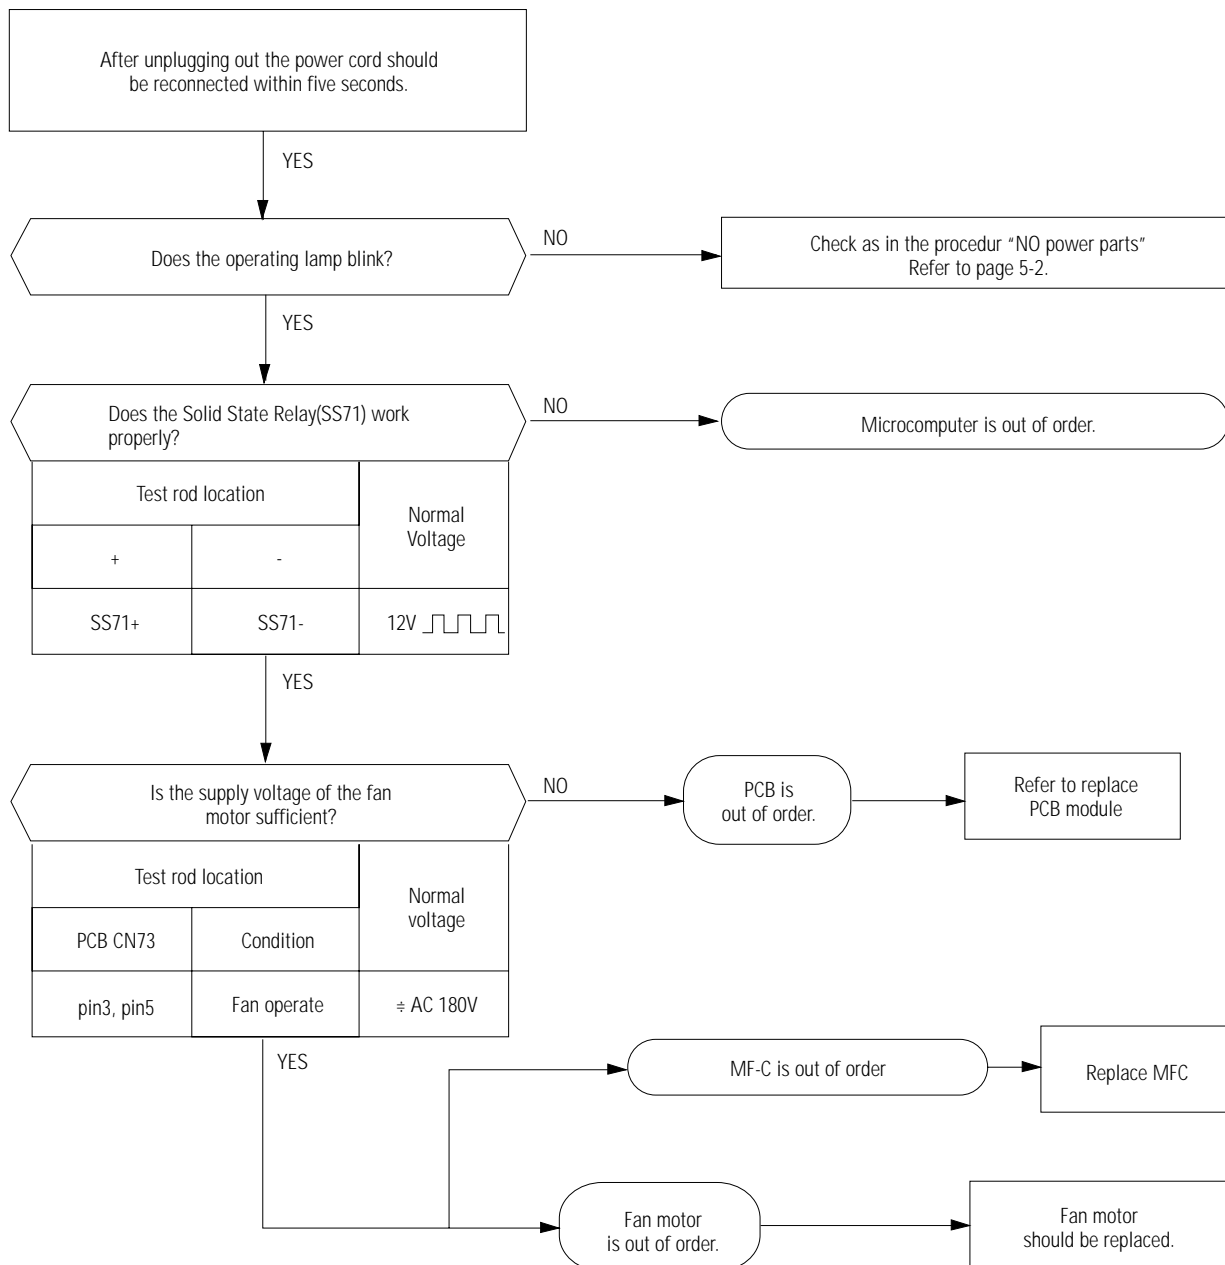 After unplugging out the power cord should
be reconnected within five seconds.
YES
Does the operating lamp blink?
NO
Check as in the procedur “NO power parts”
Refer to page 5-2.
YES
Does the Solid State Relay(SS71) work
properly?
NO
Microcomputer is out of order.
Test rod location
Normal
Voltage
+
-
SS71+
SS71-
12V
YES
Is the supply voltage of the fan
motor sufficient?
NO
PCB is
out of order.
Refer to replace
PCB module
Test rod location
Normal
voltage
PCB CN73
Condition
pin3, pin5
Fan operate
≑ AC 180V
YES
MF-C is out of order
Replace MFC
Fan motor
is out of order.
Fan motor
should be replaced.